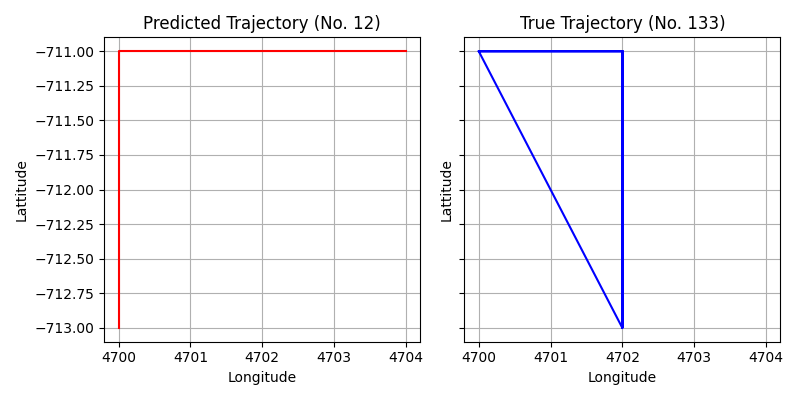 Predicted Trajectory (No. 12)
True Trajectory (No. 133)
−711.00
−711.25
−711.50
−711.75
−712.00
−712.25
−712.50
−712.75
−713.00
Lattitude
Lattitude
4700 4701 4702 4703 4704
4700 4701 4702 4703 4704
Longitude
Longitude